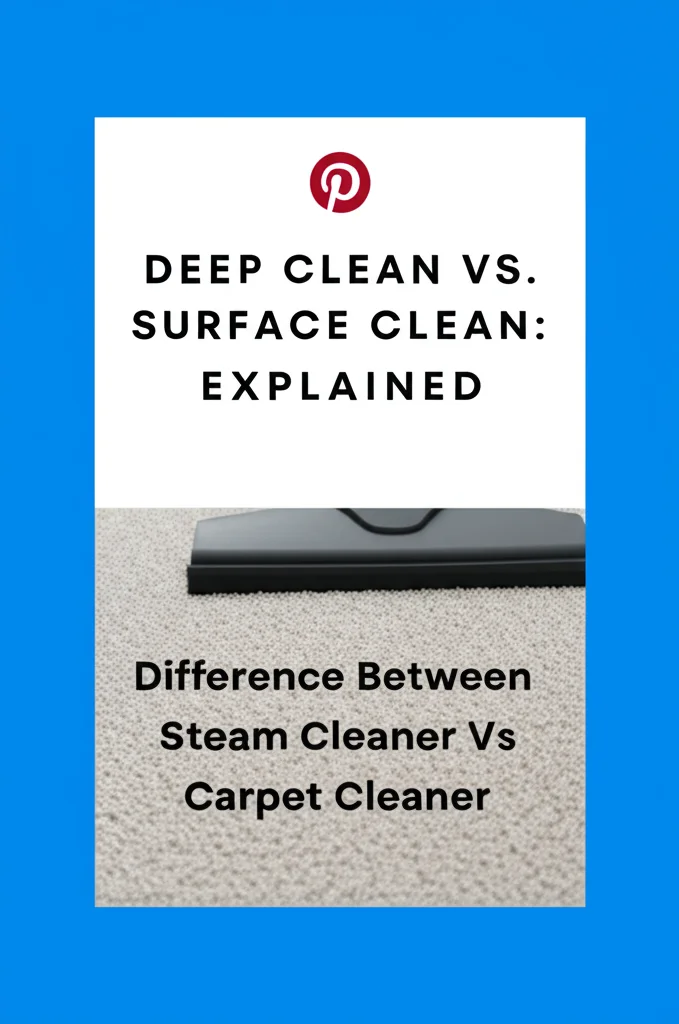 DEEP CLEAN VS.
SURFACE CLEAN:
EXPLAINED
Difference Between
Steam Cleaner Vs
Carpet Cleaner